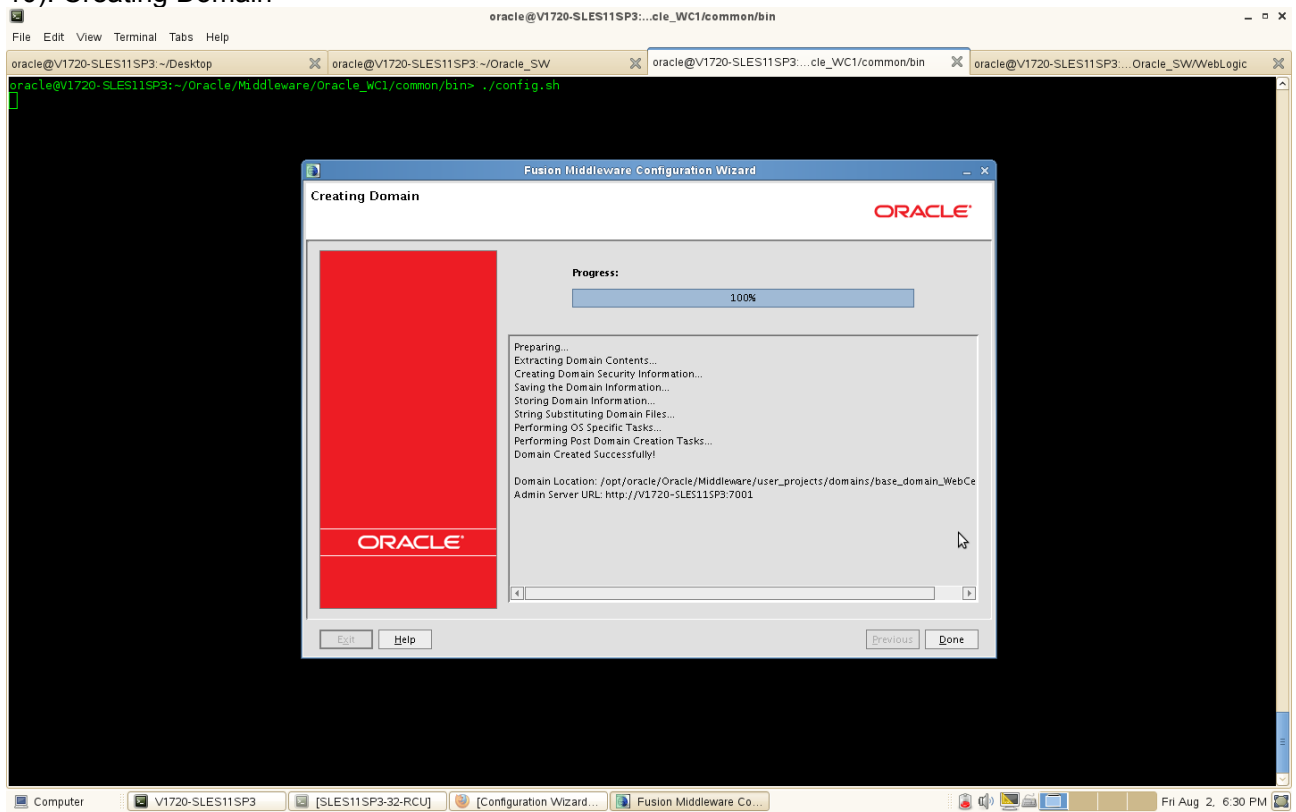 oracle@V1720-SLES11SP3:...cle_WC1/common/bin
File Edit View Terminal Tabs Help
oracle@V1720-SLES11SP3:~/Desktop
oracle@V1720-SLES11SP3:~/Oracle_SW
oracle@V1720-SLES11SP3:...cle_WC1/common/bin
oracle@V1720-SLES11SP3:...Oracle_SW/WebLogic
oracle@V1720-SLES11SP3:~/Oracle/Middleware/Oracle_WC1/common/bin> ./config.sh
Fusion Middleware Configuration Wizard
Creating Domain
ORACLE
Progress:
100%
Preparing...
Extracting Domain Contents...
Creating Domain Security Information...
Saving the Domain Information...
Storing Domain Information...
String Substituting Domain Files...
Performing OS Specific Tasks...
Performing Post Domain Creation Tasks...
Domain Created Successfully!
Domain Location: /opt/oracle/Oracle/Middleware/user_projects/domains/base_domain_WebCe
Admin Server URL: http://V1720-SLES11SP3:7001
ORACLE
Exit Help Previous Done
Computer
V1720-SLES11SP3
[SLES11SP3-32-RCU]
[Configuration Wizard...
Fusion Middleware Co...
Fri Aug 2, 6:30 PM